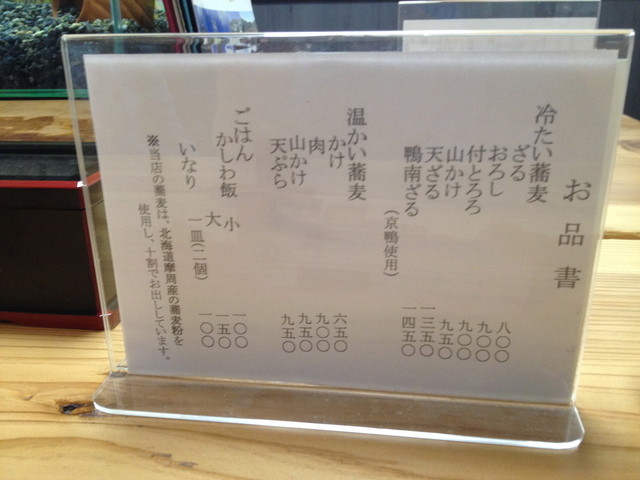 お品書
冷たい蕎麦
ざる 八〇〇
おろし 九〇〇
付とろろ 九〇〇
山かけ 九五〇
天ざる 一三五〇
鴨南ざる(京鴨使用) 一四五〇
温かい蕎麦
かけ 六五〇
肉 九〇〇
山かけ 九五〇
天ぷら 九五〇
ごはん
かしわ飯 小 一〇〇
大 一五〇
いなり 一皿(二個) 一〇〇
※当店の蕎麦は、北海道摩周産の蕎麦粉を
使用し、十割でお出ししています。